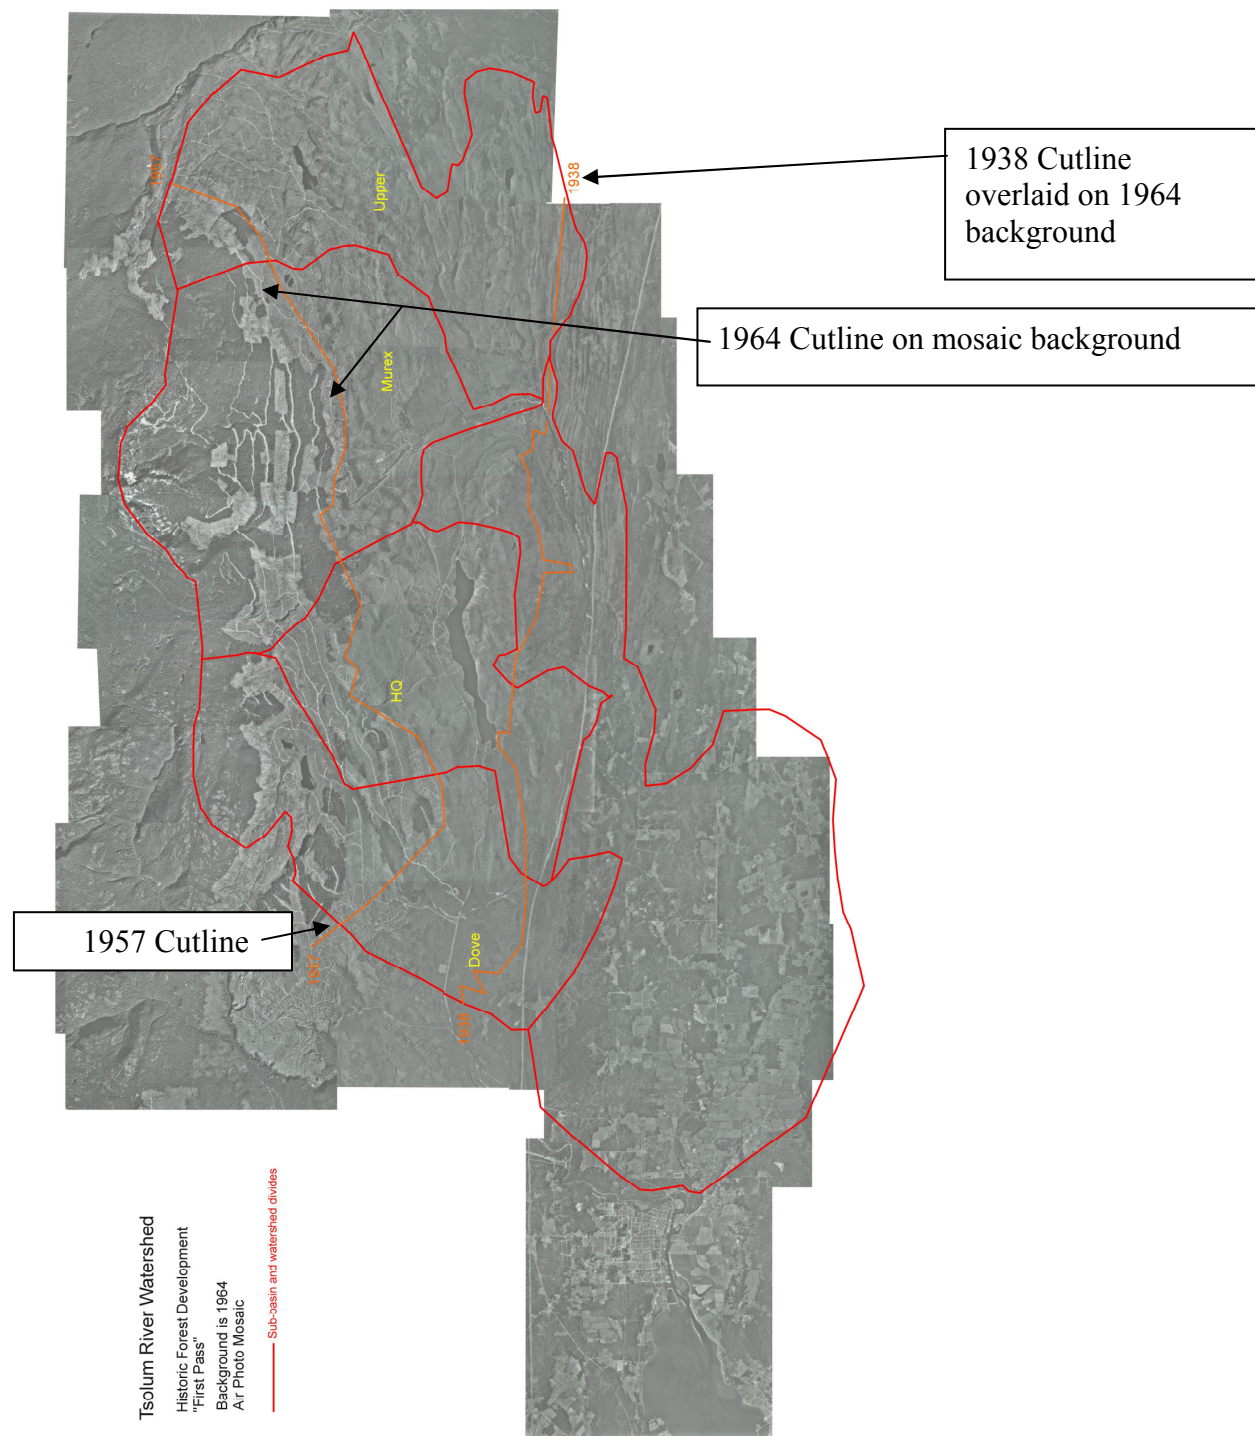 1938 Cutline
overlaid on 1964
background
1964 Cutline on mosaic background
1957 Cutline
1957
1938
Upper
Murex
HQ
Dove
1957
1938
Tsolum River Watershed
Historic Forest Development
"First Pass"
Background is 1964
Air Photo Mosaic
Sub-basin and watershed divides